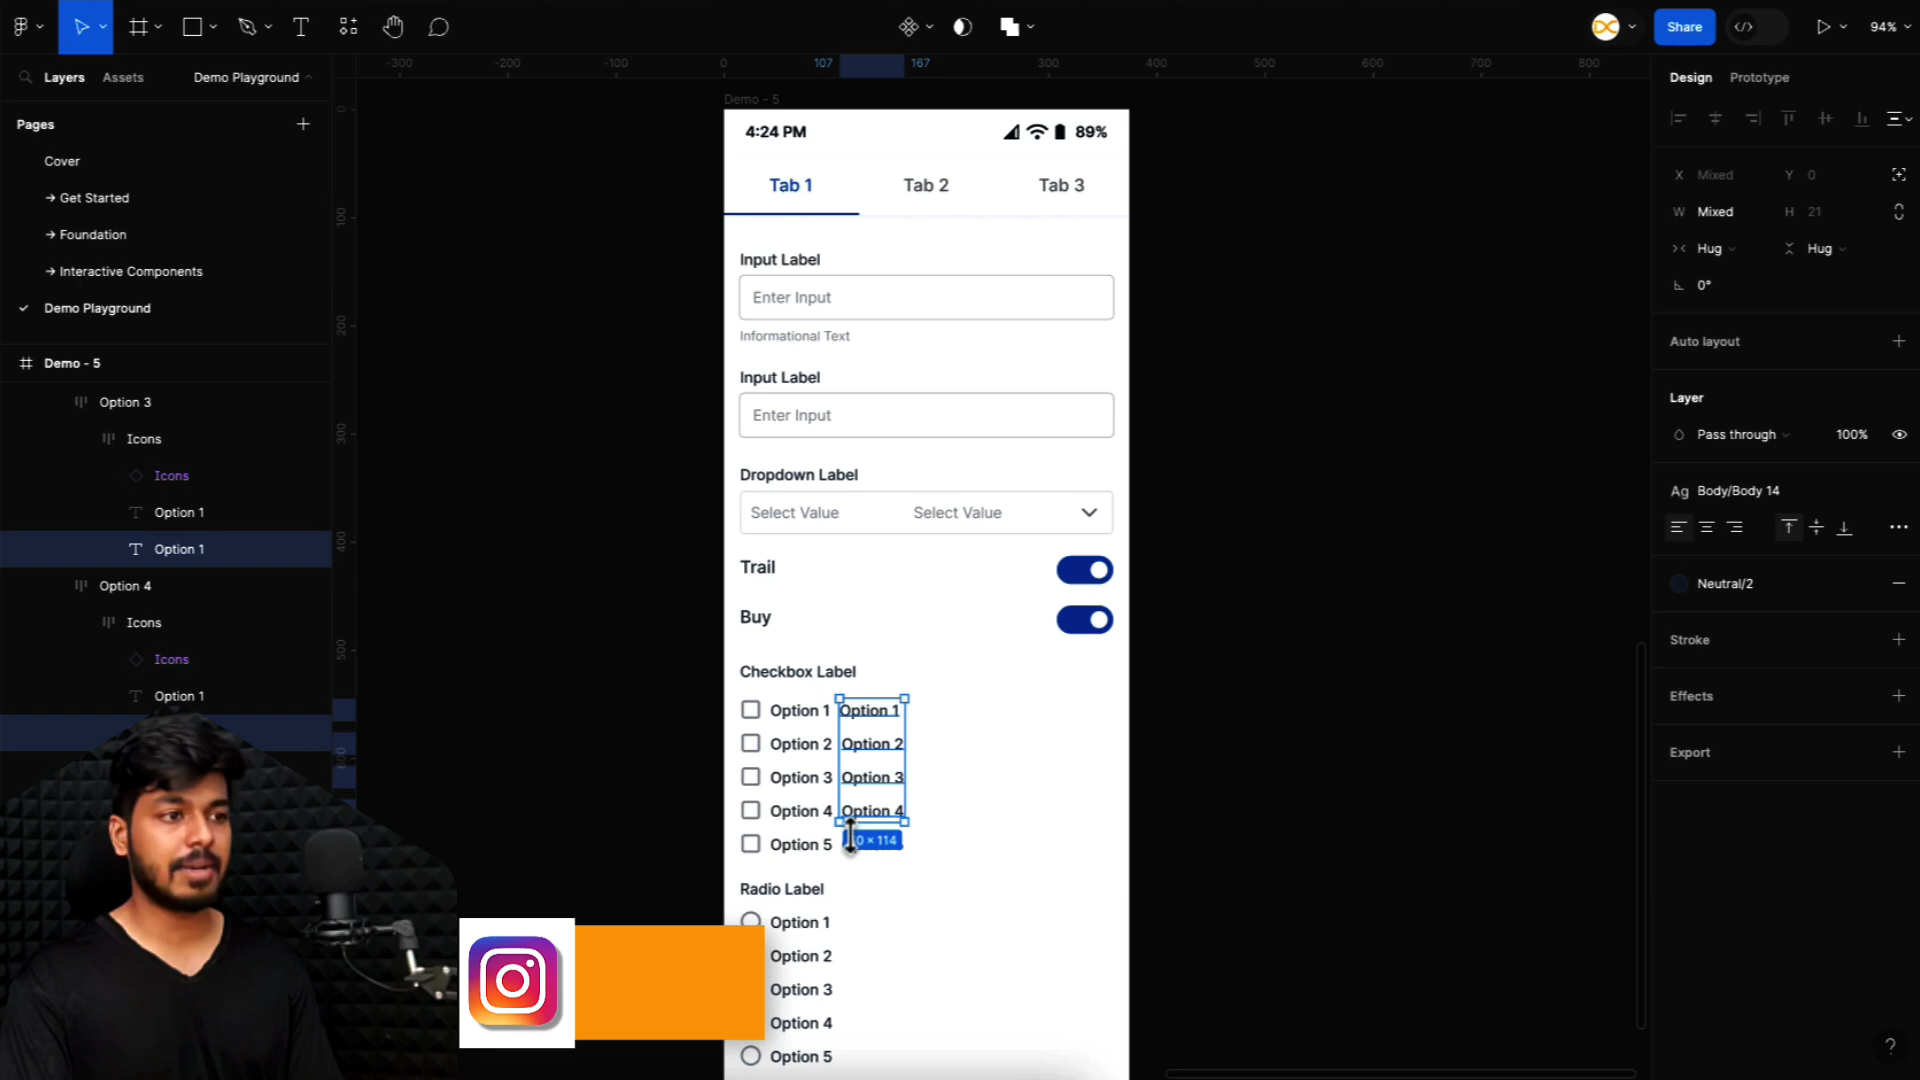 Share
94%
Layers
Assets
Demo Playground
-300
-200
-100
0
107
167
300
400
500
600
700
800
Design
Prototype
Pages
Cover
→ Get Started
→ Foundation
→ Interactive Components
Demo Playground
Demo - 5
Option 3
Icons
Icons
Option 1
Option 1
Option 4
Icons
Icons
Option 1
0
100
200
300
400
500
Demo - 5
4:24 PM
89%
Tab 1
Tab 2
Tab 3
Input Label
Enter Input
Informational Text
Input Label
Enter Input
Dropdown Label
Select Value
Select Value
Trail
Buy
Checkbox Label
Option 1 Option 1
Option 2 Option 2
Option 3 Option 3
Option 4 Option 4
Option 5
Radio Label
Option 1
Option 2
Option 3
Option 4
Option 5
X Mixed
Y 0
W Mixed
H 21
Hug
Hug
0°
Auto layout
Layer
Pass through
100%
Ag Body/Body 14
Neutral/2
Stroke
Effects
Export
?